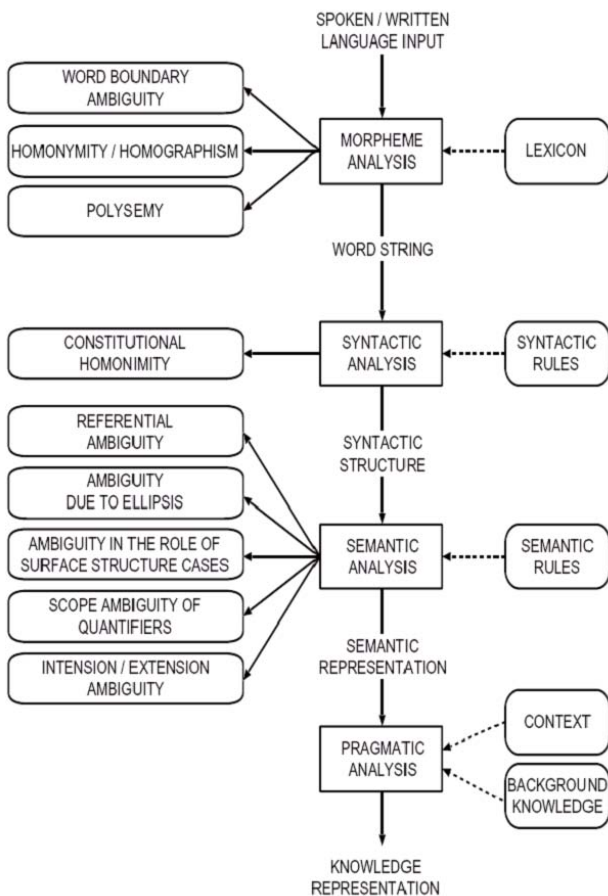 SPOKEN / WRITTEN
LANGUAGE INPUT
WORD BOUNDARY
AMBIGUITY
HOMONYMITY / HOMOGRAPHISM
POLYSEMY
MORPHEME
ANALYSIS
LEXICON
WORD STRING
CONSTITUTIONAL
HOMONIMITY
SYNTACTIC
ANALYSIS
SYNTACTIC
RULES
SYNTACTIC
STRUCTURE
REFERENTIAL
AMBIGUITY
AMBIGUITY
DUE TO ELLIPSIS
AMBIGUITY IN THE ROLE OF
SURFACE STRUCTURE CASES
SCOPE AMBIGUITY OF
QUANTIFIERS
INTENSION / EXTENSION
AMBIGUITY
SEMANTIC
ANALYSIS
SEMANTIC
RULES
SEMANTIC
REPRESENTATION
PRAGMATIC
ANALYSIS
CONTEXT
BACKGROUND
KNOWLEDGE
KNOWLEDGE
REPRESENTATION